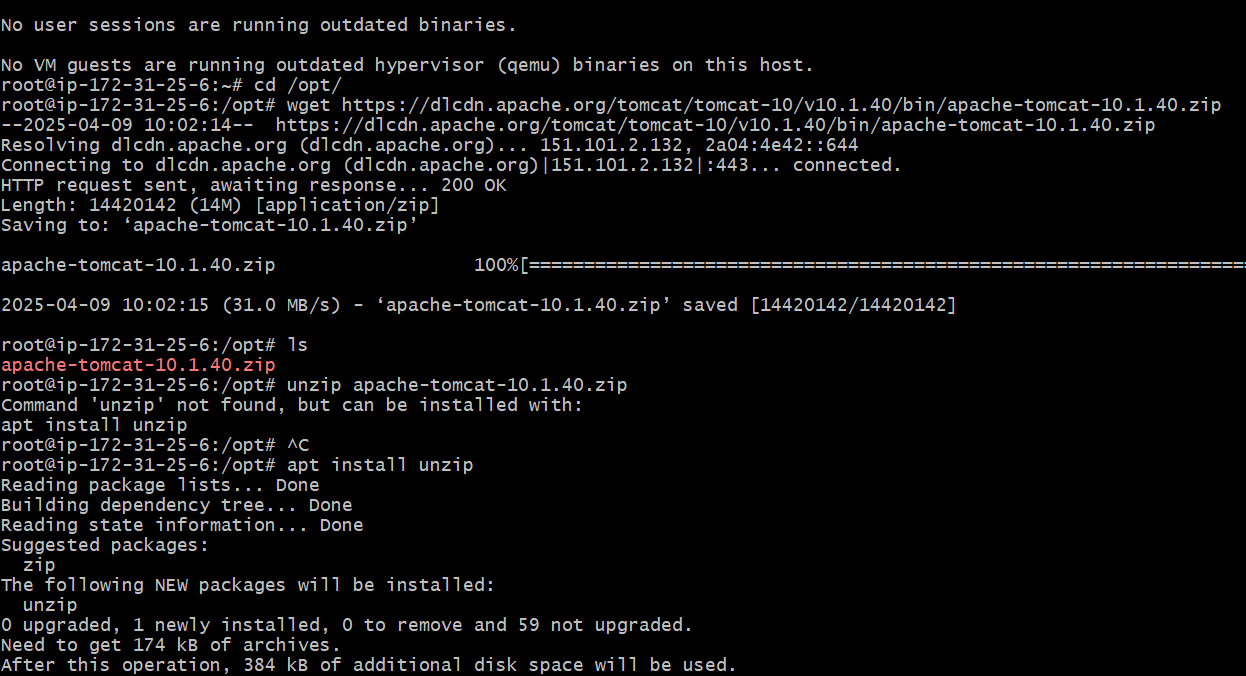 No user sessions are running outdated binaries.
No VM guests are running outdated hypervisor (qemu) binaries on this host.
root@ip-172-31-25-6:~# cd /opt/
root@ip-172-31-25-6:/opt# wget https://dlcdn.apache.org/tomcat/tomcat-10/v10.1.40/bin/apache-tomcat-10.1.40.zip
--2025-04-09 10:02:14--  https://dlcdn.apache.org/tomcat/tomcat-10/v10.1.40/bin/apache-tomcat-10.1.40.zip
Resolving dlcdn.apache.org (dlcdn.apache.org)... 151.101.2.132, 2a04:4e42::644
Connecting to dlcdn.apache.org (dlcdn.apache.org)|151.101.2.132|:443... connected.
HTTP request sent, awaiting response... 200 OK
Length: 14420142 (14M) [application/zip]
Saving to: ‘apache-tomcat-10.1.40.zip’
apache-tomcat-10.1.40.zip                  100%[=================================================================
2025-04-09 10:02:15 (31.0 MB/s) - ‘apache-tomcat-10.1.40.zip’ saved [14420142/14420142]
root@ip-172-31-25-6:/opt# ls
apache-tomcat-10.1.40.zip
root@ip-172-31-25-6:/opt# unzip apache-tomcat-10.1.40.zip
Command 'unzip' not found, but can be installed with:
apt install unzip
root@ip-172-31-25-6:/opt# ^C
root@ip-172-31-25-6:/opt# apt install unzip
Reading package lists... Done
Building dependency tree... Done
Reading state information... Done
Suggested packages:
  zip
The following NEW packages will be installed:
  unzip
0 upgraded, 1 newly installed, 0 to remove and 59 not upgraded.
Need to get 174 kB of archives.
After this operation, 384 kB of additional disk space will be used.